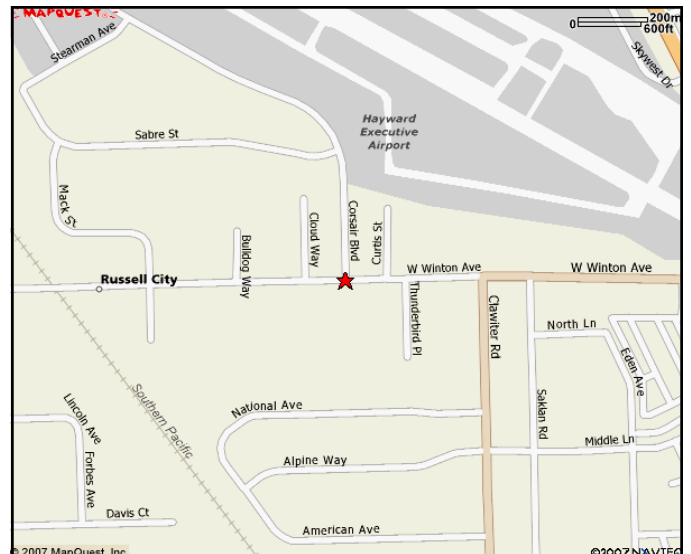 MAPQUEST
0 200m
600ft
Stearman Ave
Skywest Dr
Hayward
Executive
Airport
Sabre St
Mack St
Cloud Way
Corsair Blvd
Curtis St
Bulldog Way
W Winton Ave
W Winton Ave
Russell City
Thunderbird Pl
Clawiter Rd
North Ln
Eden Ave
Southern Pacific
Lincoln Ave
National Ave
Saklan Rd
Middle Ln
Forbes Ave
Alpine Way
Davis Ct
American Ave
© 2007 MapQuest, Inc.
©2007 NAVTEQ